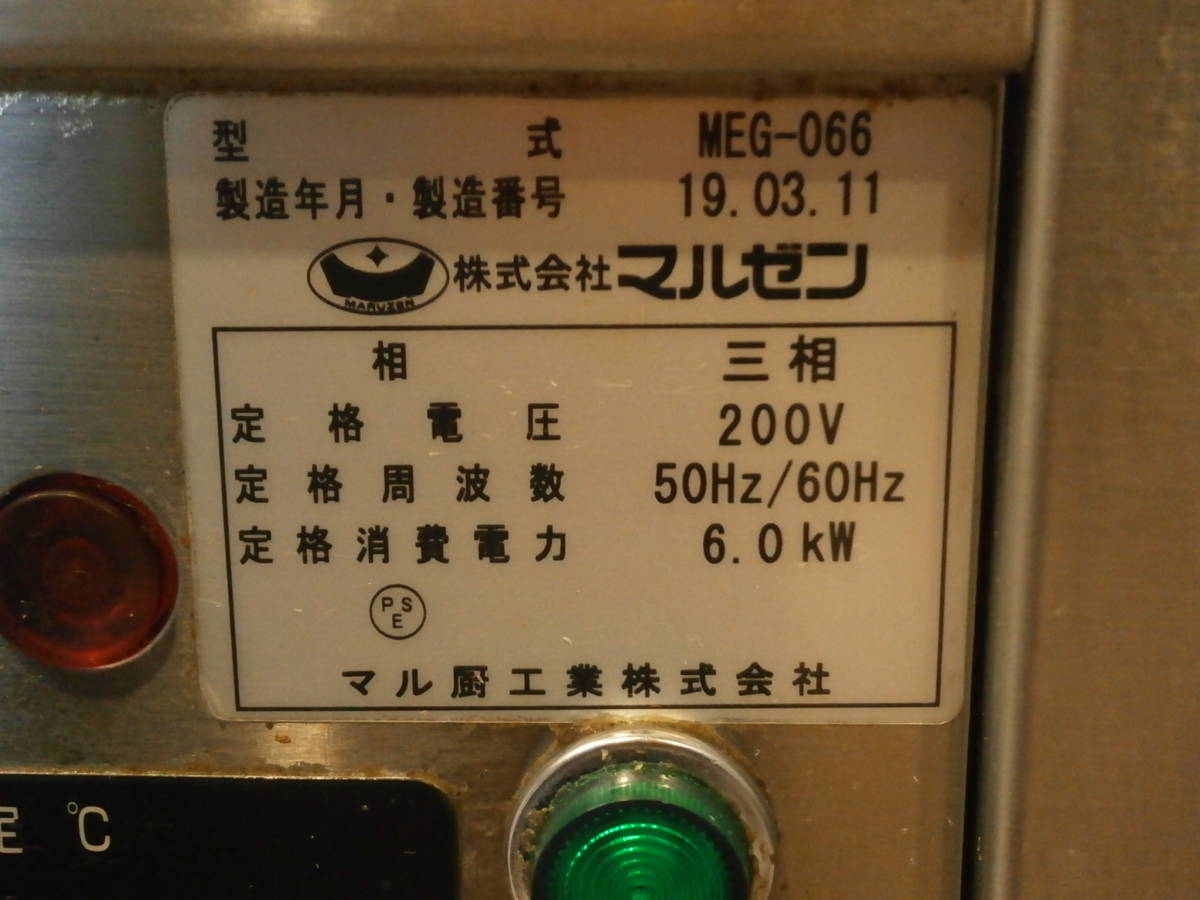 型式 MEG-066
製造年月・製造番号 19.03.11
MARUZEN 株式会社マルゼン
相 三相
定格電圧 200V
定格周波数 50Hz/60Hz
定格消費電力 6.0kW
PSE
マル厨工業株式会社
定 ℃